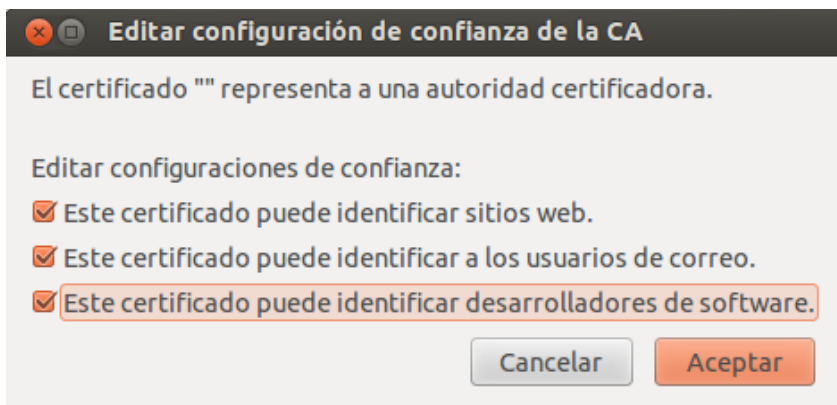 Editar configuración de confianza de la CA
El certificado "" representa a una autoridad certificadora.
Editar configuraciones de confianza:
Este certificado puede identificar sitios web.
Este certificado puede identificar a los usuarios de correo.
Este certificado puede identificar desarrolladores de software.
Cancelar Aceptar